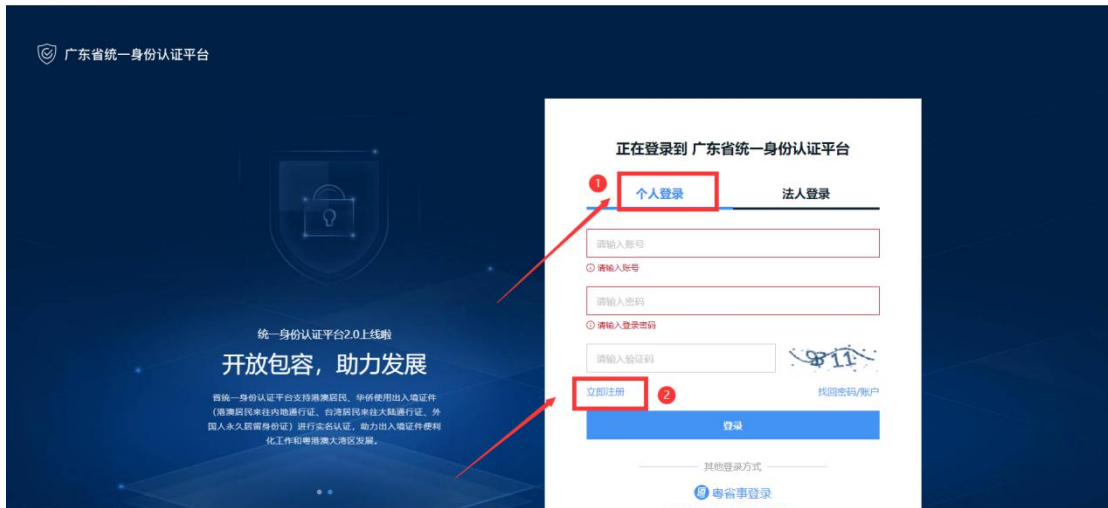 广东省统一身份认证平台
正在登录到 广东省统一身份认证平台
1
个人登录 法人登录
请输入账号
请输入账号
请输入密码
请输入登录密码
请输入验证码 9811
立即注册 2 找回密码/账户
登录
其他登录方式
粤省事登录
统一身份认证平台2.0上线啦
开放包容，助力发展
省统一身份认证平台支持港澳居民、华侨使用出入境证件
（港澳居民来往内地通行证、台湾居民来往大陆通行证、外
国人永久居留身份证）进行实名认证，助力出入境证件便利
化工作和粤港澳大湾区发展。